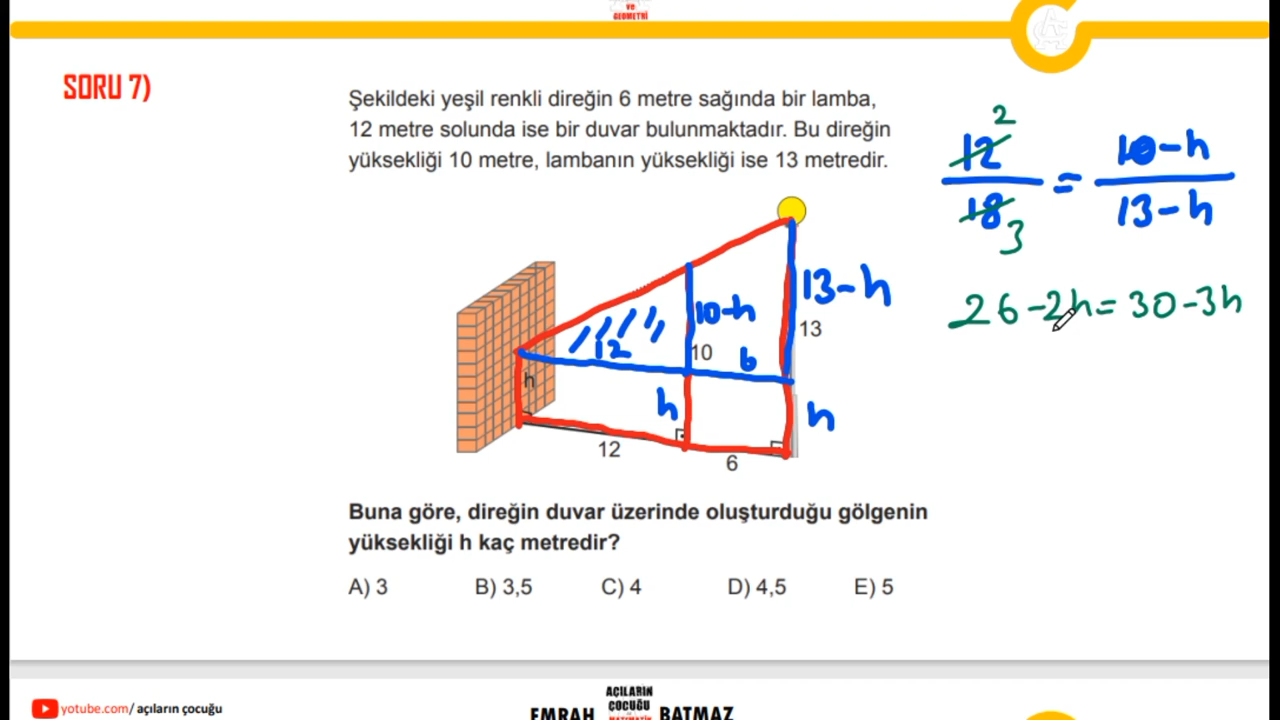 ve
GEOMETRİ
SORU 7)
Şekildeki yeşil renkli direğin 6 metre sağında bir lamba,
12 metre solunda ise bir duvar bulunmaktadır. Bu direğin
yüksekliği 10 metre, lambanın yüksekliği ise 13 metredir.
12 2 = 10-h
18 3 13-h
26-2h=30-3h
13-h
10-h
12
10
6
13
h
h
h
12
6
Buna göre, direğin duvar üzerinde oluşturduğu gölgenin
yüksekliği h kaç metredir?
A) 3 B) 3,5 C) 4 D) 4,5 E) 5
yotube.com/ açıların çocuğu
AÇILARIN
ÇOCUĞU
EMRAH MATEMATİK BATMAZ